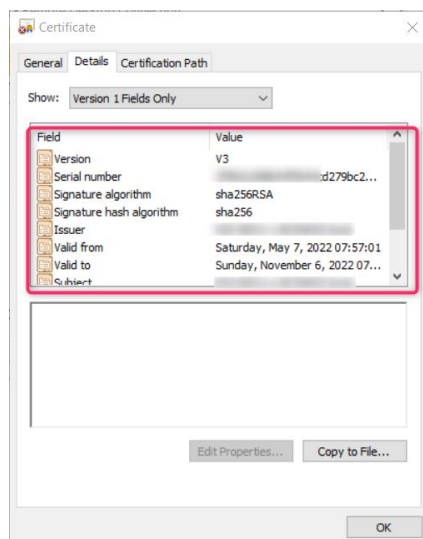 Certificate
General Details Certification Path
Show: Version 1 Fields Only
Field Value
Version V3
Serial number :d279bc2...
Signature algorithm sha256RSA
Signature hash algorithm sha256
Issuer
Valid from Saturday, May 7, 2022 07:57:01
Valid to Sunday, November 6, 2022 07...
Subject
Edit Properties... Copy to File...
OK